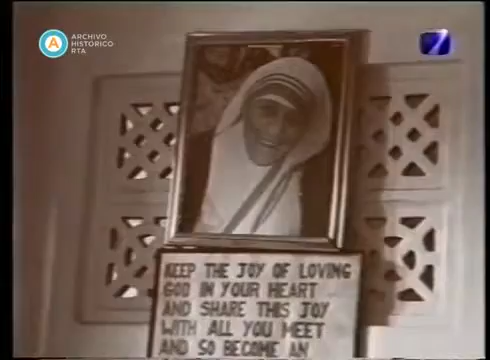 A
ARCHIVO
HISTÓRICO
RTA
7
KEEP THE JOY OF LOVING
GOD IN YOUR HEART
AND SHARE THIS JOY
WITH ALL YOU MEET
AND SO BECOME AN